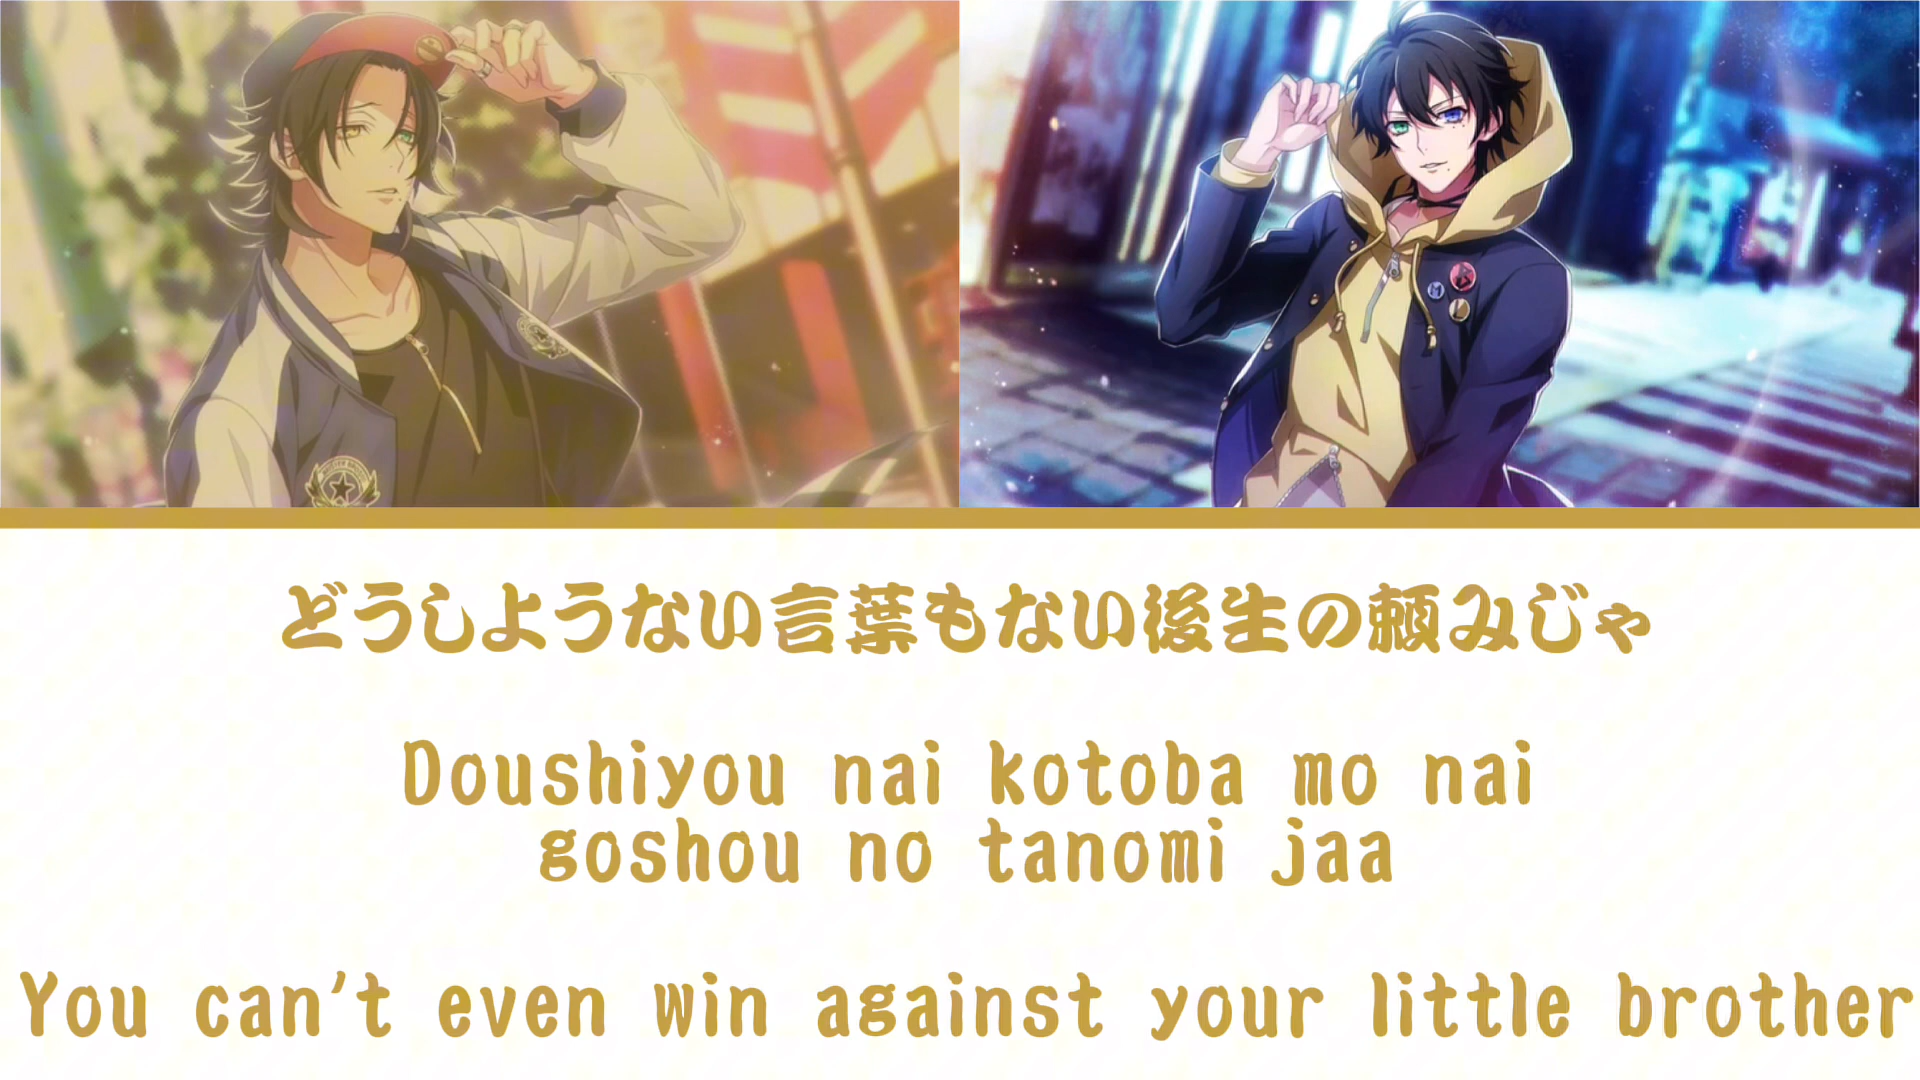 どうしようない言葉もない後生の頼みじゃ
Doushiyou nai kotoba mo nai
goshou no tanomi jaa
You can't even win against your little brother